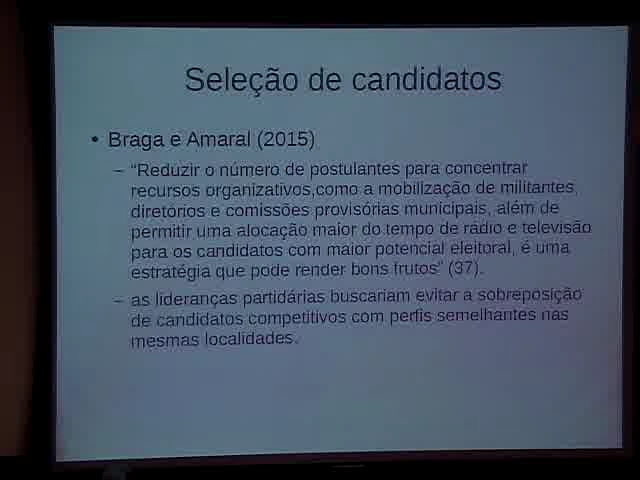 Seleção de candidatos
• Braga e Amaral (2015)
– “Reduzir o número de postulantes para concentrar
recursos organizativos,como a mobilização de militantes,
diretórios e comissões provisórias municipais, além de
permitir uma alocação maior do tempo de rádio e televisão
para os candidatos com maior potencial eleitoral, é uma
estratégia que pode render bons frutos” (37).
– as lideranças partidárias buscariam evitar a sobreposição
de candidatos competitivos com perfis semelhantes nas
mesmas localidades.